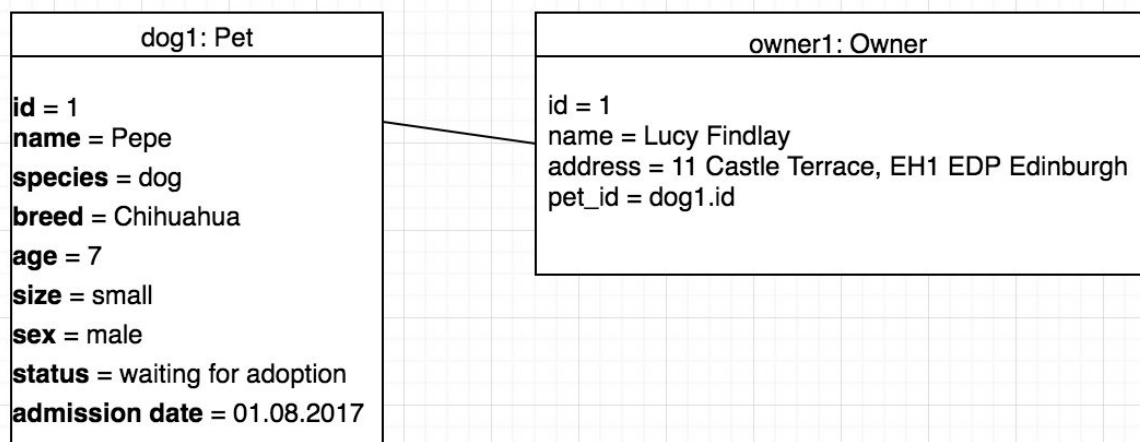 dog1: Pet
id = 1
name = Pepe
species = dog
breed = Chihuahua
age = 7
size = small
sex = male
status = waiting for adoption
admission date = 01.08.2017
owner1: Owner
id = 1
name = Lucy Findlay
address = 11 Castle Terrace, EH1 EDP Edinburgh
pet_id = dog1.id